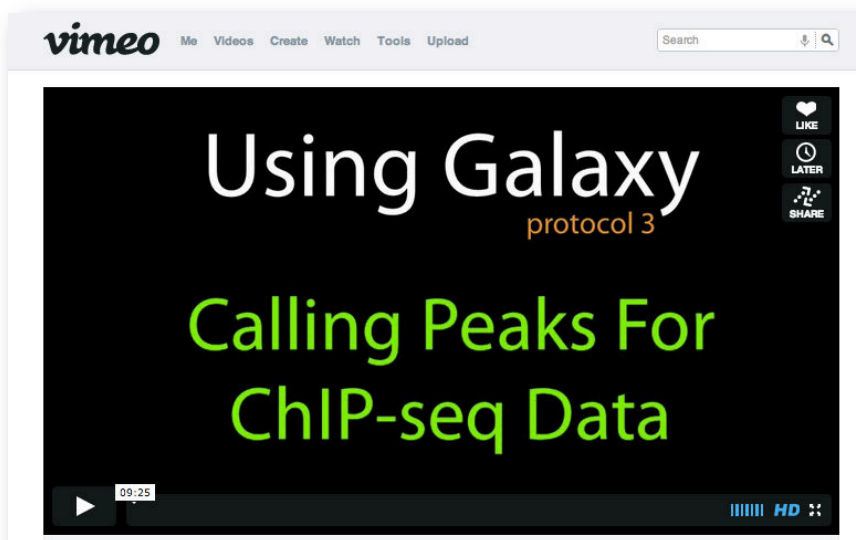 vimeo Me Videos Create Watch Tools Upload Search
LIKE
LATER
SHARE
Using Galaxy
protocol 3
Calling Peaks For
ChIP-seq Data
09:25
HD